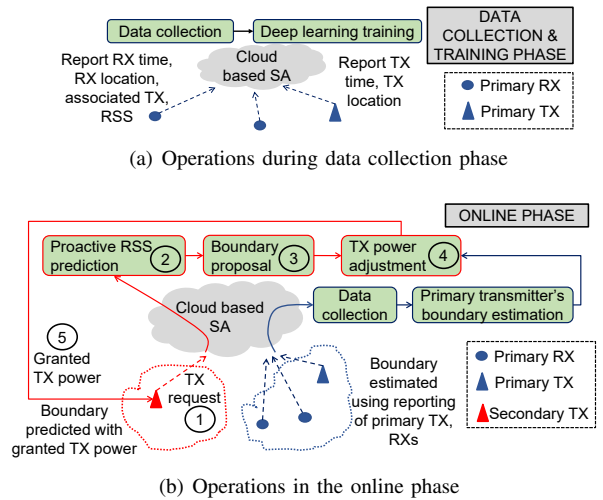 Data collection
Deep learning training
DATA
COLLECTION &
TRAINING PHASE
Report RX time,
RX location,
associated TX,
RSS
Cloud
based SA
Report TX
time, TX
location
Primary RX
Primary TX
(a) Operations during data collection phase
ONLINE PHASE
Proactive RSS
prediction
2
Boundary
proposal
3
TX power
adjustment
4
Cloud based
SA
Data
collection
Primary transmitter's
boundary estimation
5
Granted
TX power
TX
request
1
Boundary
predicted with
granted TX power
Boundary
estimated
using reporting
of primary TX,
RXs
Primary RX
Primary TX
Secondary TX
(b) Operations in the online phase